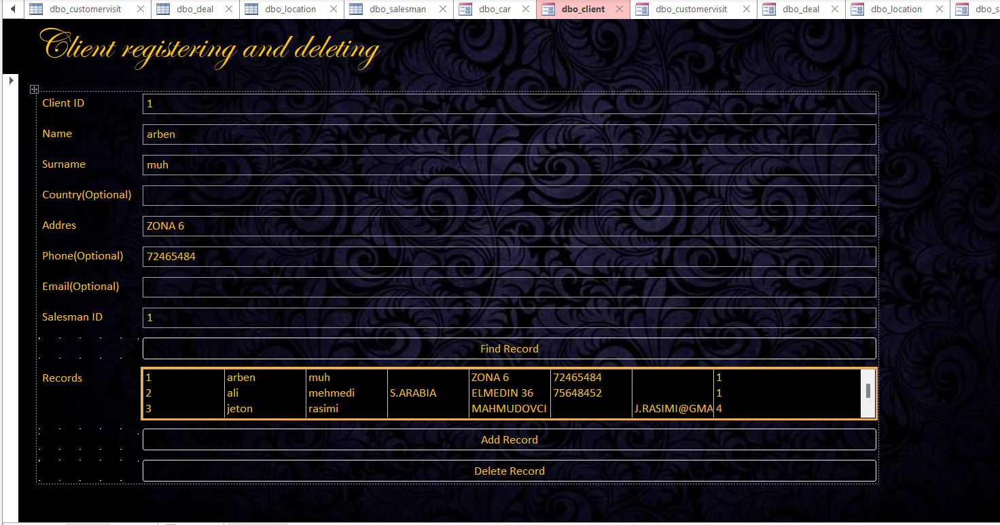 dbo_customervisit dbo_deal dbo_location dbo_salesman dbo_car dbo_client dbo_customervisit dbo_deal dbo_location dbo_s
Client registering and deleting
Client ID 1
Name arben
Surname muh
Country(Optional)
Addres ZONA 6
Phone(Optional) 72465484
Email(Optional)
Salesman ID 1
Find Record
Records 1 arben muh ZONA 6 72465484 1
2 ali mehmedi S.ARABIA ELMEDIN 36 75648452 1
3 jeton rasimi MAHMUDOVCI J.RASIMI@GMA 4
Add Record
Delete Record